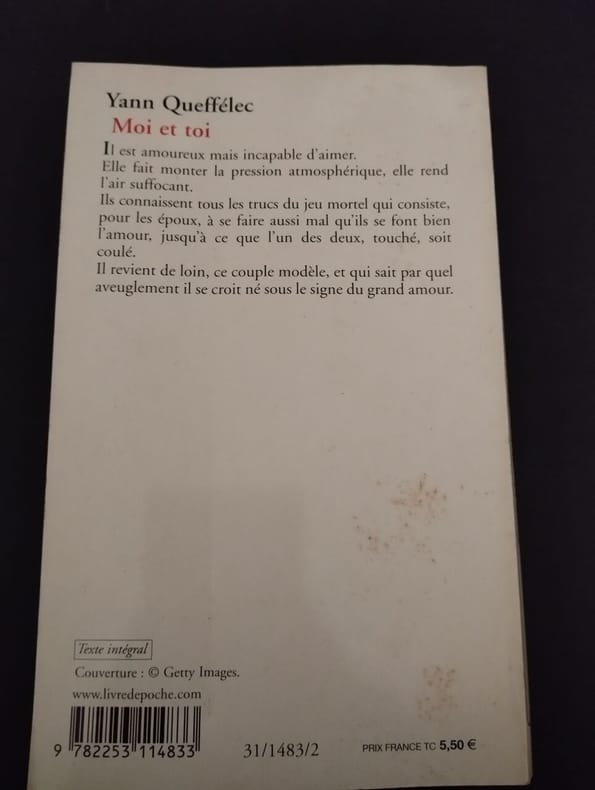 Yann Queffélec
Moi et toi
Il est amoureux mais incapable d'aimer.
Elle fait monter la pression atmosphérique, elle rend
l'air suffocant.
Ils connaissent tous les trucs du jeu mortel qui consiste,
pour les époux, à se faire aussi mal qu'ils se font bien
l'amour, jusqu'à ce que l'un des deux, touché, soit
coulé.
Il revient de loin, ce couple modèle, et qui sait par quel
aveuglement il se croit né sous le signe du grand amour.
Texte intégral
Couverture : © Getty Images.
www.livredepoche.com
9 782253 114833
31/1483/2
PRIX FRANCE TC 5,50 €